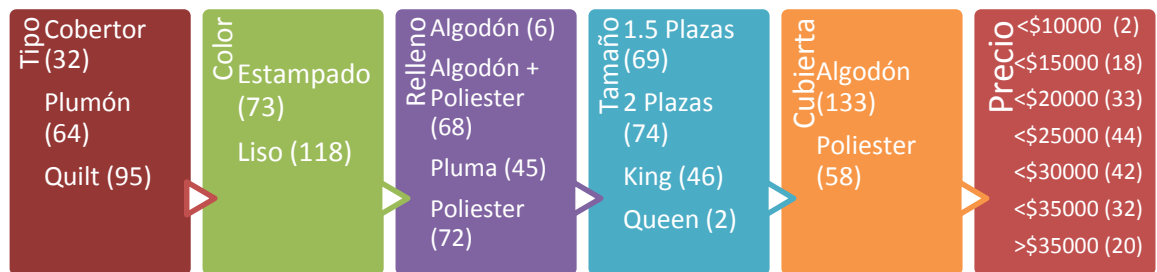 Tipo
Cobertor
(32)
Plumón
(64)
Quilt (95)
Color
Estampado
(73)
Liso (118)
Relleno
Algodón (6)
Algodón +
Poliester
(68)
Pluma (45)
Poliester
(72)
Tamaño
1.5 Plazas
(69)
2 Plazas
(74)
King (46)
Queen (2)
Cubierta
Algodón
(133)
Poliester
(58)
Precio
<$10000 (2)
<$15000 (18)
<$20000 (33)
<$25000 (44)
<$30000 (42)
<$35000 (32)
>$35000 (20)